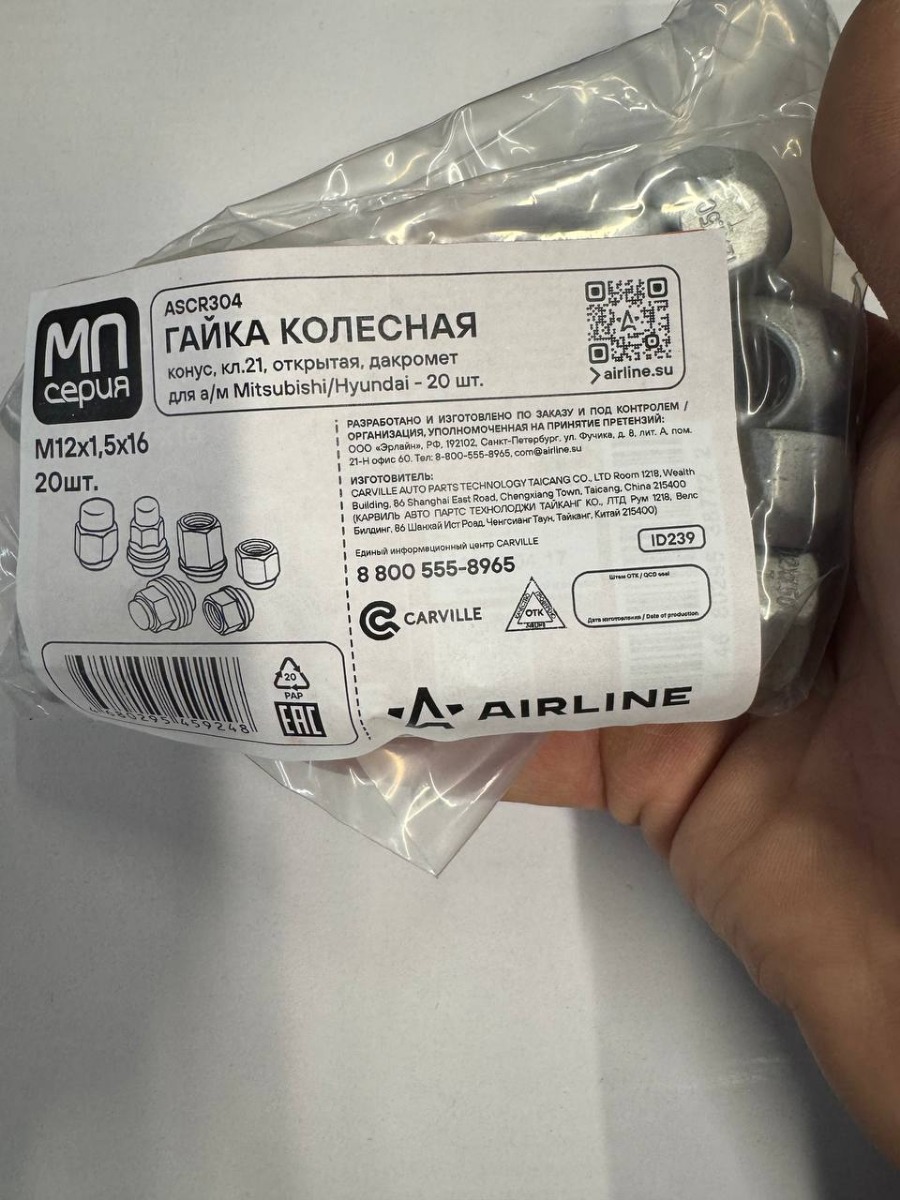 МП
серия
ASCR304
ГАЙКА КОЛЕСНАЯ
конус, кл.21, открытая, дакромет
для а/м Mitsubishi/Hyundai - 20 шт.
airline.su
М12х1,5х16
20шт.
РАЗРАБОТАНО И ИЗГОТОВЛЕНО ПО ЗАКАЗУ И ПОД КОНТРОЛЕМ /
ОРГАНИЗАЦИЯ, УПОЛНОМОЧЕННАЯ НА ПРИНЯТИЕ ПРЕТЕНЗИЙ:
ООО «Эрлайн», РФ, 192102, Санкт-Петербург, ул. Фучика, д. 8, лит. А, пом.
21-Н офис 60. Тел: 8-800-555-8965, com@airline.su
ИЗГОТОВИТЕЛЬ:
CARVILLE AUTO PARTS TECHNOLOGY TAICANG CO., LTD Room 1218, Wealth
Building, 86 Shanghai East Road, Chengxiang Town, Taicang, China 215400
(КАРВИЛЬ АВТО ПАРТС ТЕХНОЛОДЖИ ТАЙКАНГ КО., ЛТД Рум 1218, Велс
Билдинг, 86 Шанхай Ист Роад, Ченгсианг Таун, Тайканг, Китай 215400)
Единый информационный центр CARVILLE
8 800 555-8965
ID239
CARVILLE
ОТК
Штамп ОТК / QCD seal
Дата изготовления / Date of production
20
PAP
EAC
680295 459248
AIRLINE